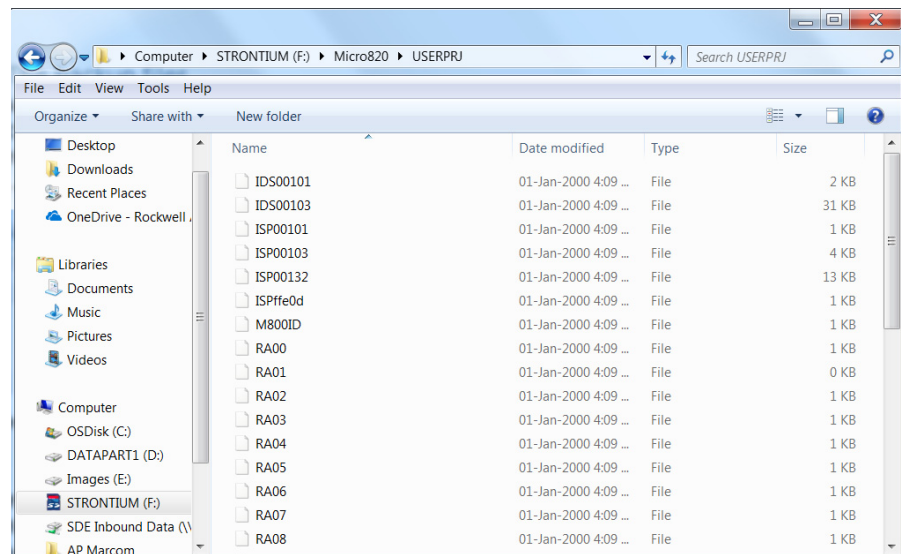 Computer ▸ STRONTIUM (F:) ▸ Micro820 ▸ USERPRJ
Search USERPRJ
File Edit View Tools Help
Organize Share with New folder
Desktop
Downloads
Recent Places
OneDrive - Rockwell
Libraries
Documents
Music
Pictures
Videos
Computer
OSDisk (C:)
DATAPART1 (D:)
Images (E:)
STRONTIUM (F:)
SDE Inbound Data (\\
AP Marcom
Name Date modified Type Size
IDS00101 01-Jan-2000 4:09 ... File 2 KB
IDS00103 01-Jan-2000 4:09 ... File 31 KB
ISP00101 01-Jan-2000 4:09 ... File 1 KB
ISP00103 01-Jan-2000 4:09 ... File 4 KB
ISP00132 01-Jan-2000 4:09 ... File 13 KB
ISPffe0d 01-Jan-2000 4:09 ... File 1 KB
M800ID 01-Jan-2000 4:09 ... File 1 KB
RA00 01-Jan-2000 4:09 ... File 1 KB
RA01 01-Jan-2000 4:09 ... File 0 KB
RA02 01-Jan-2000 4:09 ... File 1 KB
RA03 01-Jan-2000 4:09 ... File 1 KB
RA04 01-Jan-2000 4:09 ... File 1 KB
RA05 01-Jan-2000 4:09 ... File 1 KB
RA06 01-Jan-2000 4:09 ... File 1 KB
RA07 01-Jan-2000 4:09 ... File 1 KB
RA08 01-Jan-2000 4:09 ... File 1 KB